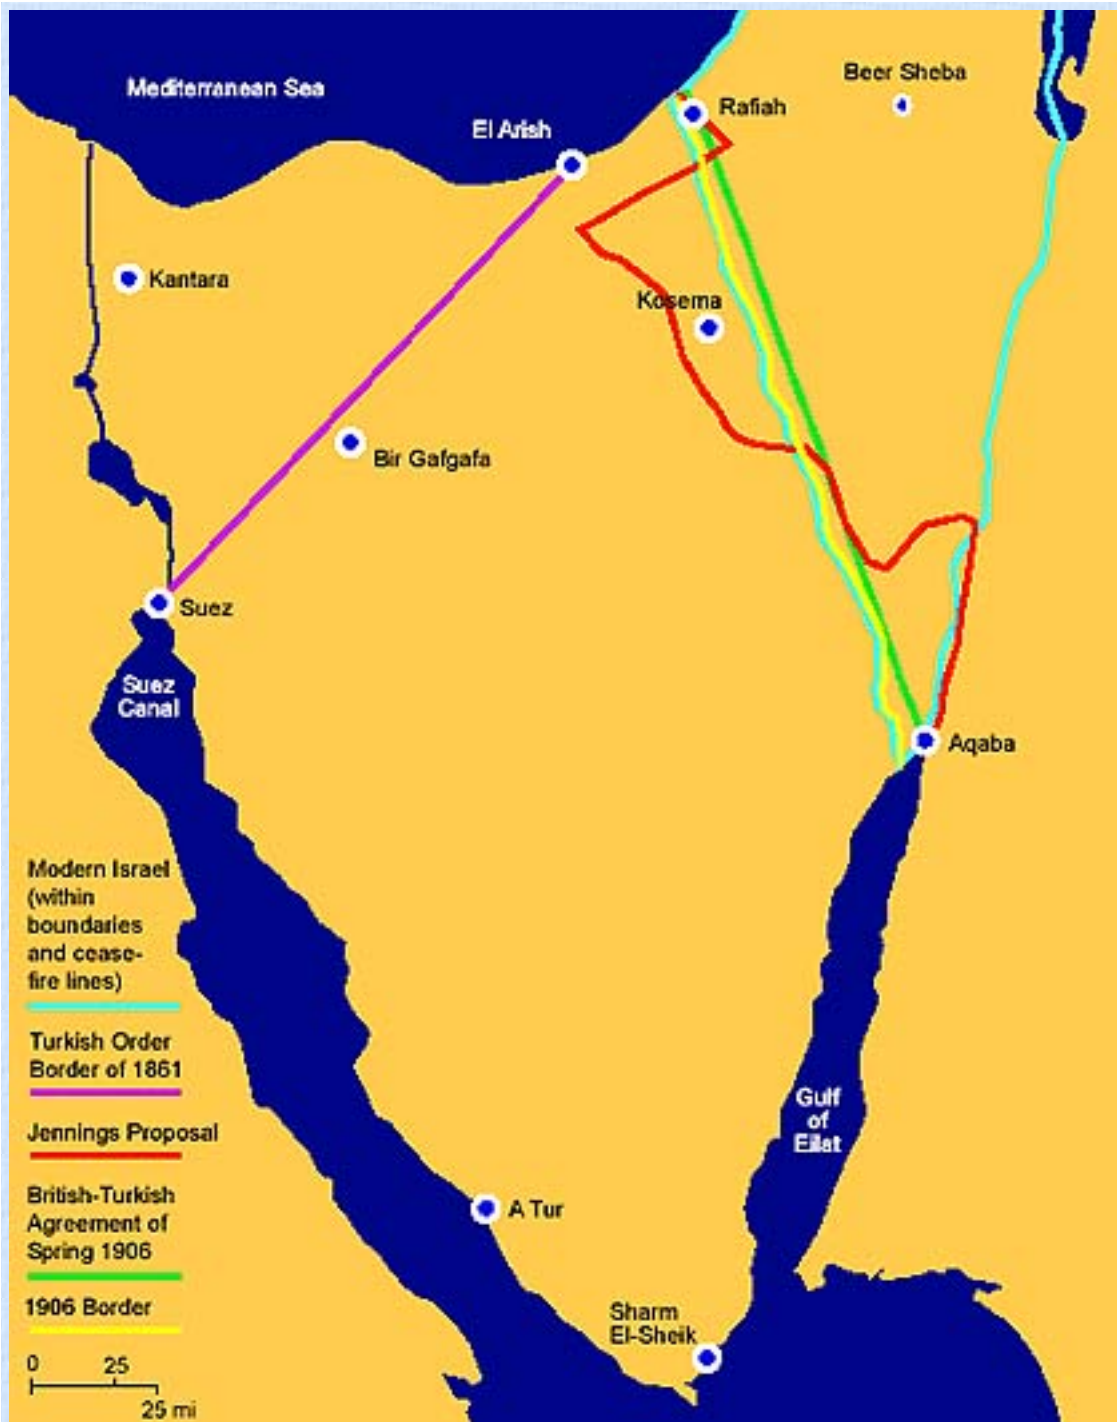 Mediterranean Sea
Beer Sheba
Rafiah
El Arish
Kantara
Kosema
Bir Gafgafa
Suez
Suez
Canal
Aqaba
Modern Israel
(within
boundaries
and cease-
fire lines)
Turkish Order
Border of 1861
Jennings Proposal
British-Turkish
Agreement of
Spring 1906
1906 Border
0 25
25 mi
Gulf
of
Eilat
A Tur
Sharm
El-Sheik